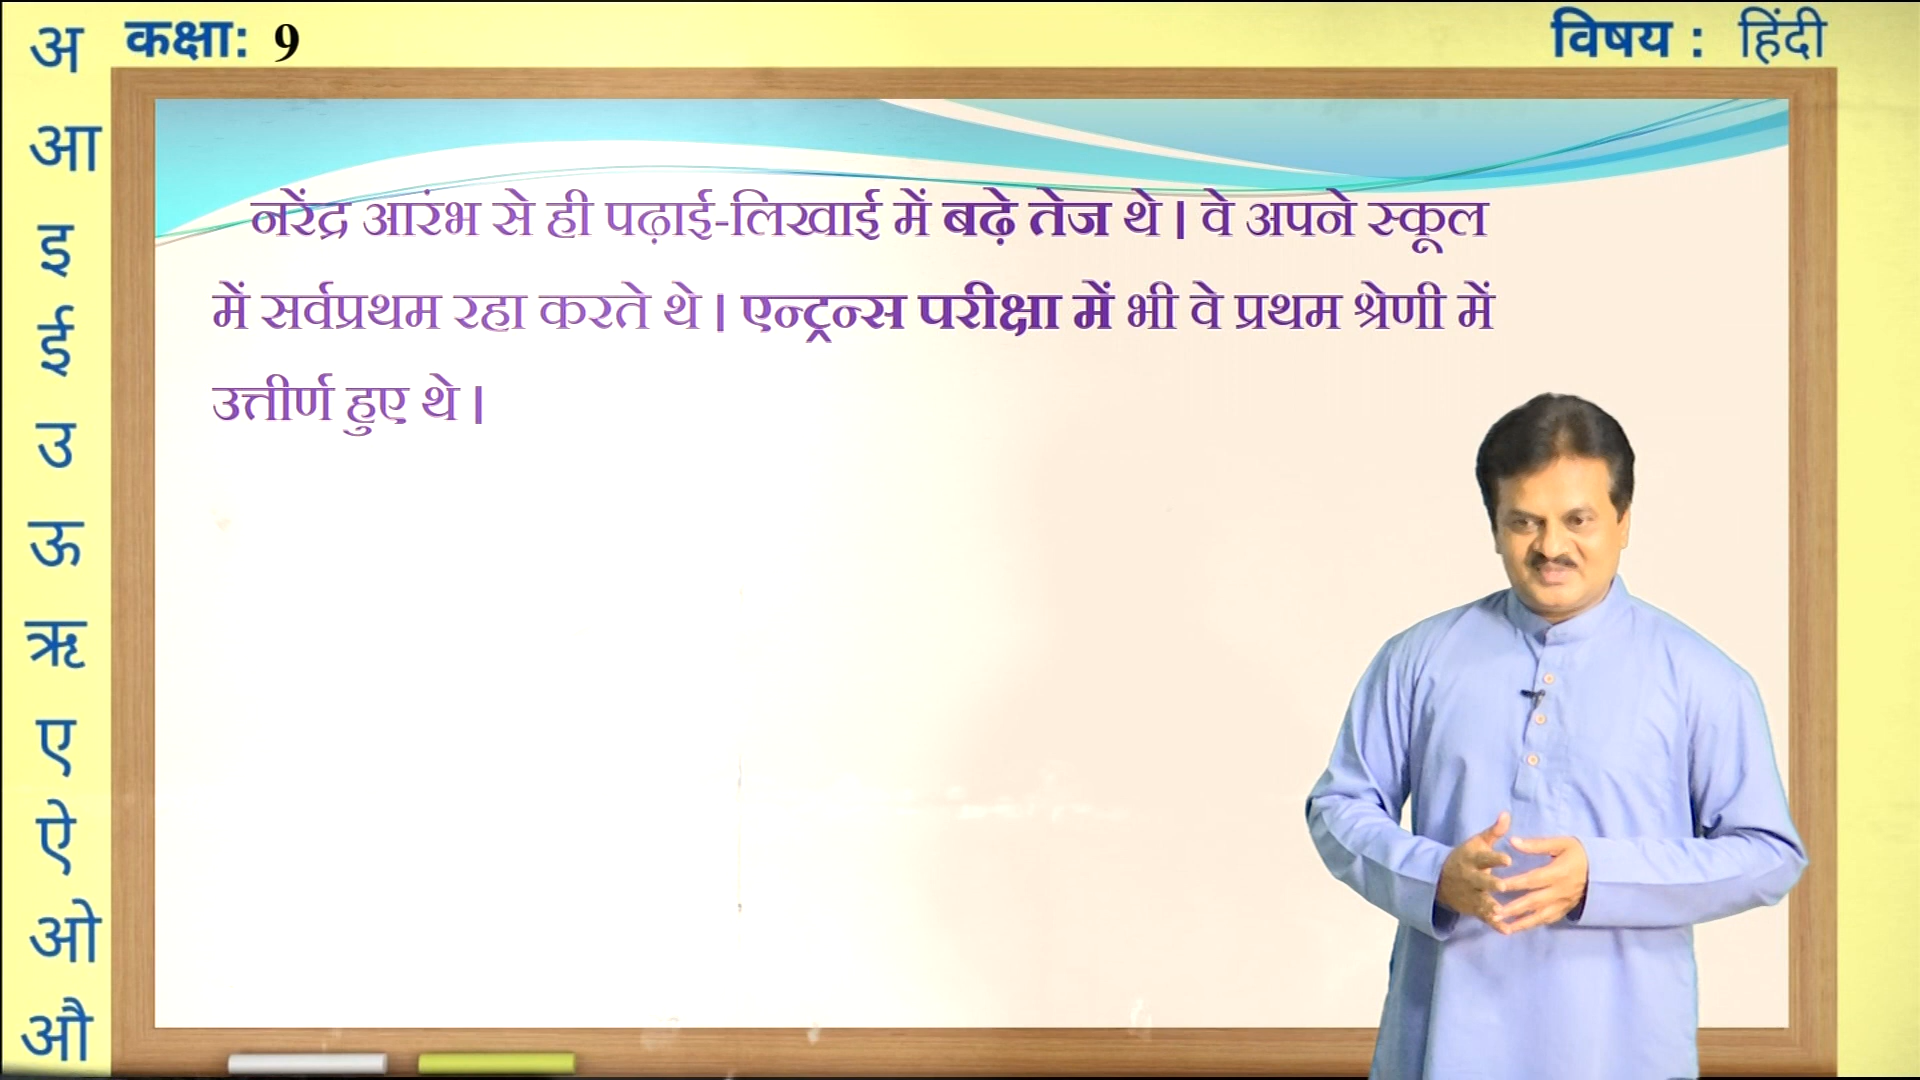 कक्षा: 9
विषय : हिंदी
अ
आ
इ
ई
उ
ऊ
ऋ
ए
ऐ
ओ
औ
नरेंद्र आरंभ से ही पढ़ाई-लिखाई में बढ़े तेज थे । वे अपने स्कूल
में सर्वप्रथम रहा करते थे । एन्ट्रन्स परीक्षा में भी वे प्रथम श्रेणी में
उत्तीर्ण हुए थे ।